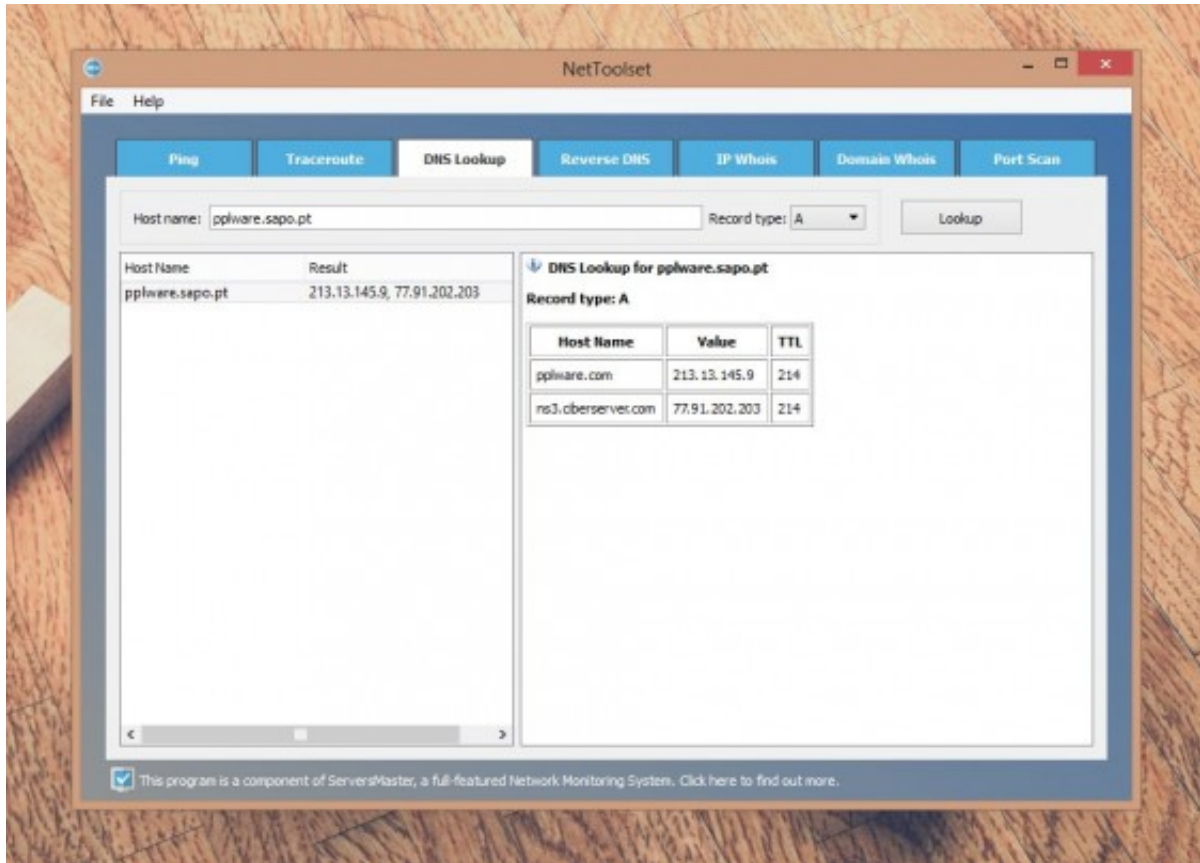 NetToolset
File Help
Ping Traceroute DNS Lookup Reverse DNS IP Whois Domain Whois Port Scan
Host name: pplware.sapo.pt Record type: A Lookup
Host Name Result
pplware.sapo.pt 213.13.145.9, 77.91.202.203
DNS Lookup for pplware.sapo.pt
Record type: A
Host Name Value TTL
pplware.com 213.13.145.9 214
ns3.ciberserver.com 77.91.202.203 214
This program is a component of ServersMaster, a full-featured Network Monitoring System. Click here to find out more.